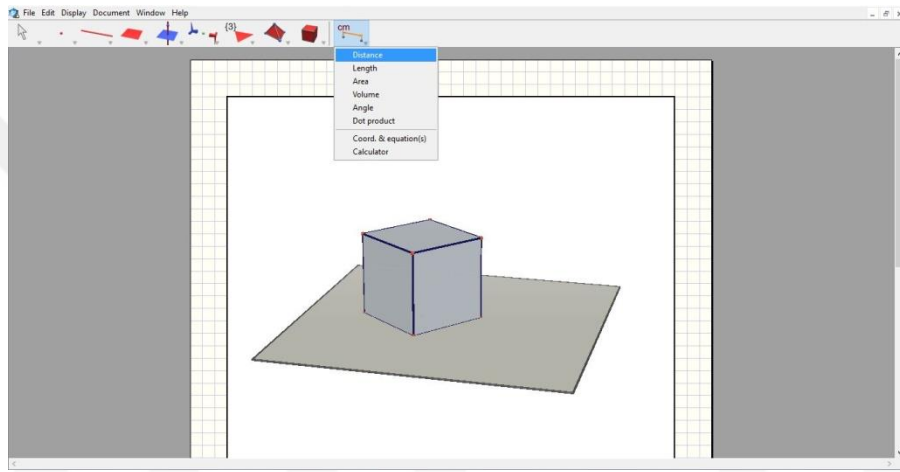 File Edit Display Document Window Help
{3}
cm
Distance
Length
Area
Volume
Angle
Dot product
Coord. & equation(s)
Calculator